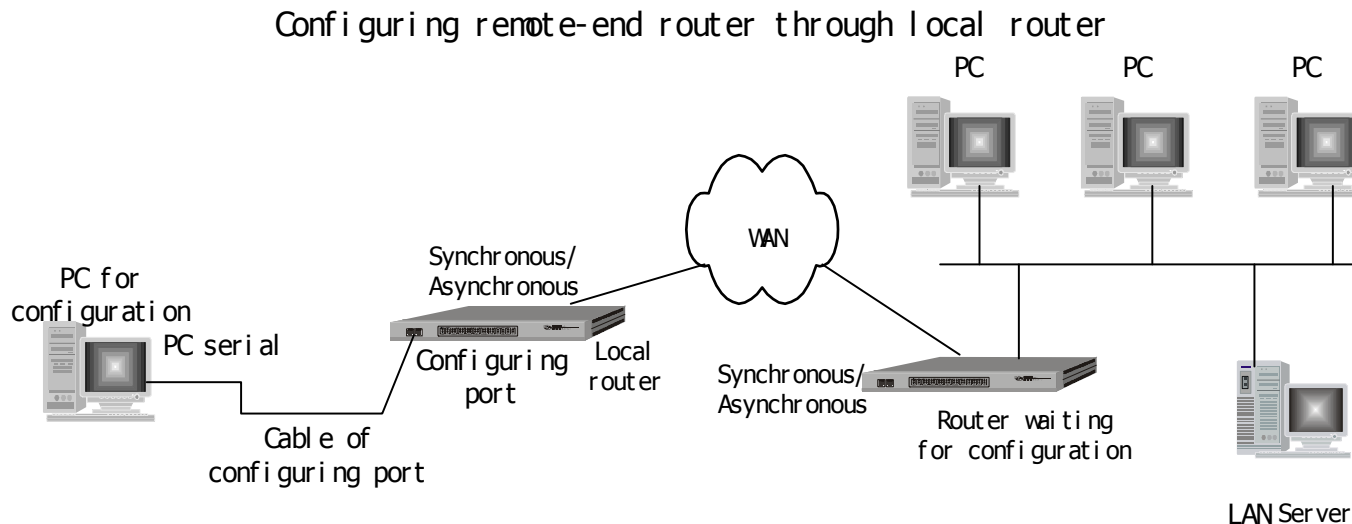 Configuring remote-end router through local router
PC
PC
PC
WAN
Synchronous/
Asynchronous
PC for
configuration
PC serial
Configuring
port
Local
router
Synchronous/
Asynchronous
Router waiting
for configuration
Cable of
configuring port
LAN Server